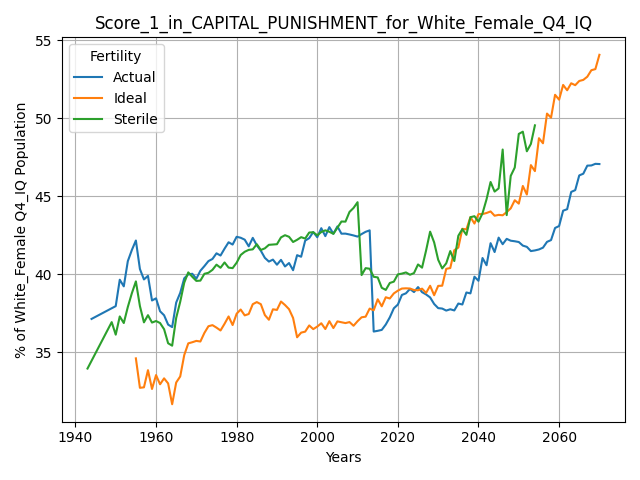 Score_1_in_CAPITAL_PUNISHMENT_for_White_Female_Q4_IQ
55
50
45
40
35
% of White_Female Q4_IQ Population
Fertility
Actual
Ideal
Sterile
1940 1960 1980 2000 2020 2040 2060
Years